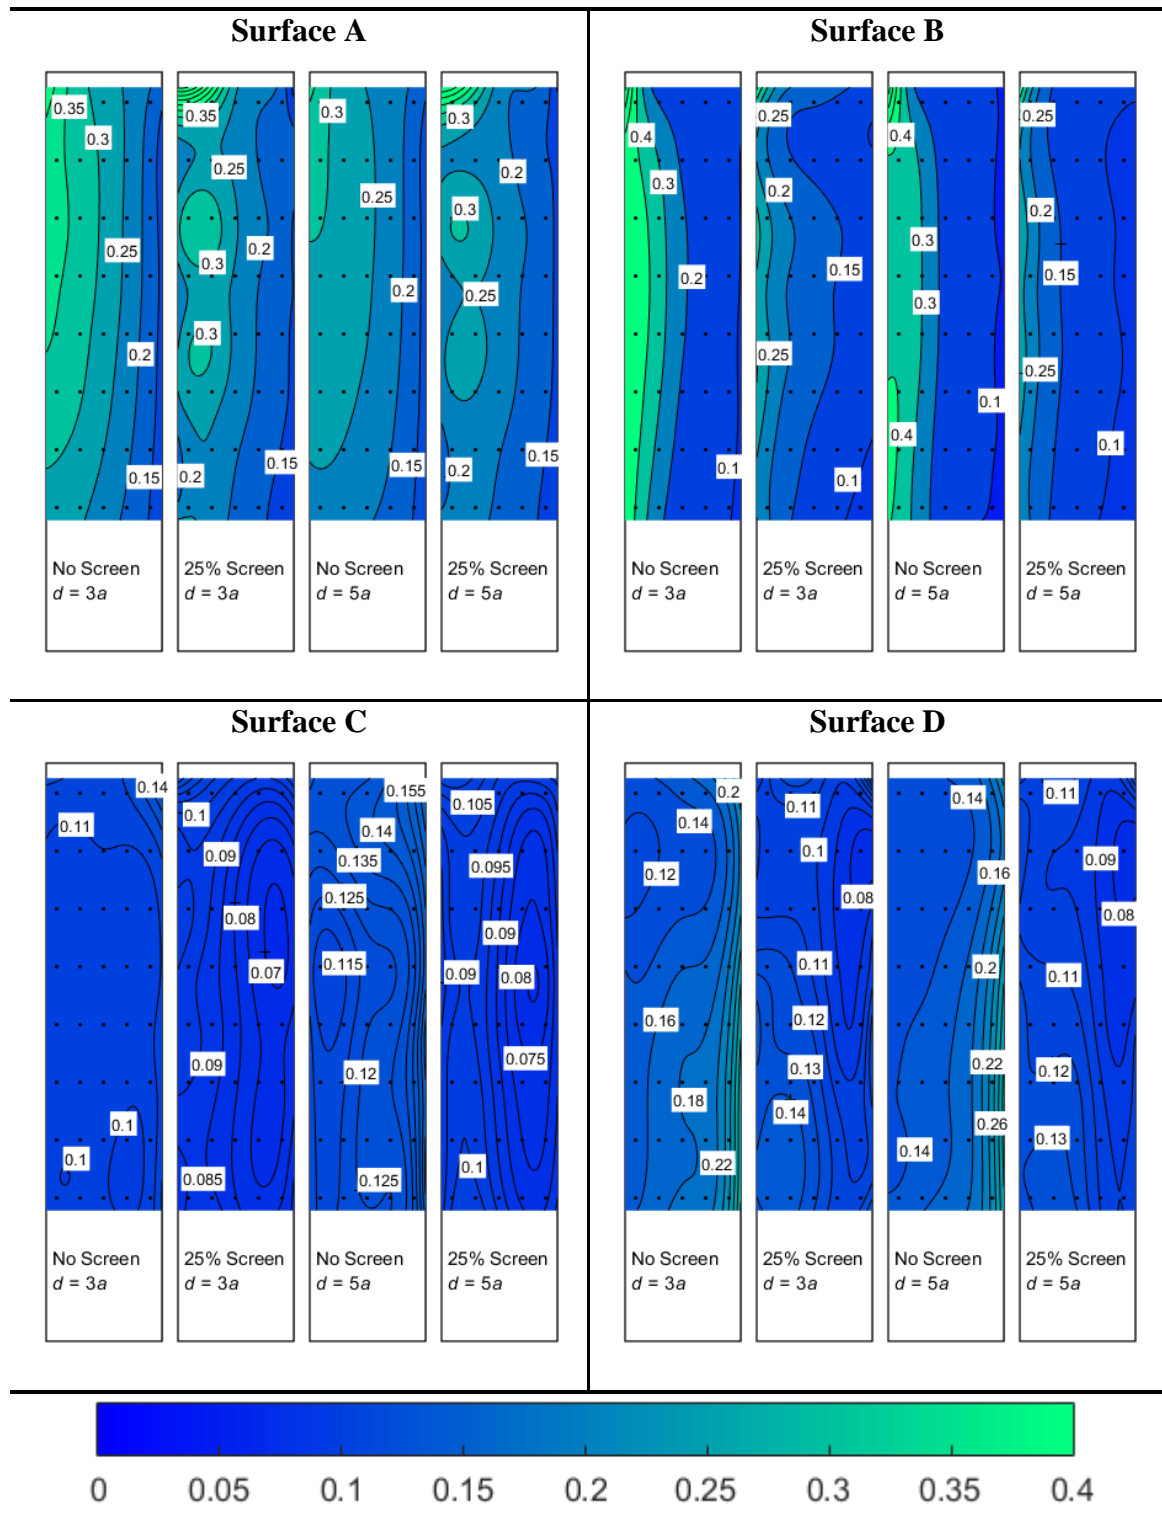 Surface A
0.35
0.3
0.25
0.2
0.15
No Screen
d = 3a
0.35
0.25
0.2
0.3
0.3
0.15
0.2
25% Screen
d = 3a
0.3
0.25
0.2
0.15
No Screen
d = 5a
0.3
0.2
0.3
0.25
0.15
0.2
25% Screen
d = 5a
Surface B
0.4
0.3
0.2
0.1
No Screen
d = 3a
0.25
0.2
0.15
0.25
0.1
25% Screen
d = 3a
0.4
0.3
0.3
0.1
0.4
No Screen
d = 5a
0.25
0.2
0.15
0.25
0.1
25% Screen
d = 5a
Surface C
0.14
0.11
0.1
0.1
No Screen
d = 3a
0.1
0.09
0.08
0.07
0.09
0.085
25% Screen
d = 3a
0.155
0.14
0.135
0.125
0.115
0.12
0.125
No Screen
d = 5a
0.105
0.095
0.09
0.09
0.08
0.075
0.1
25% Screen
d = 5a
Surface D
0.2
0.14
0.12
0.16
0.18
0.22
No Screen
d = 3a
0.11
0.1
0.08
0.11
0.12
0.13
0.14
25% Screen
d = 3a
0.14
0.16
0.2
0.22
0.26
0.14
No Screen
d = 5a
0.11
0.09
0.08
0.11
0.12
0.13
25% Screen
d = 5a
0 0.05 0.1 0.15 0.2 0.25 0.3 0.35 0.4